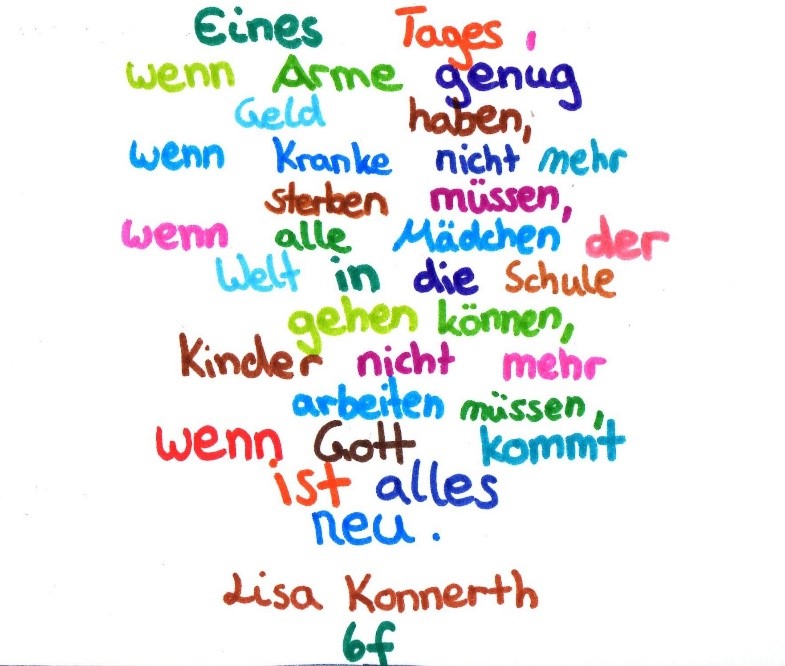 Eines Tages,
wenn Arme genug
Geld haben,
wenn Kranke nicht mehr
sterben müssen,
wenn alle Mädchen der
Welt in die Schule
gehen können,
Kinder nicht mehr
arbeiten müssen,
wenn Gott kommt
ist alles
neu.
Lisa Konnerth
6f